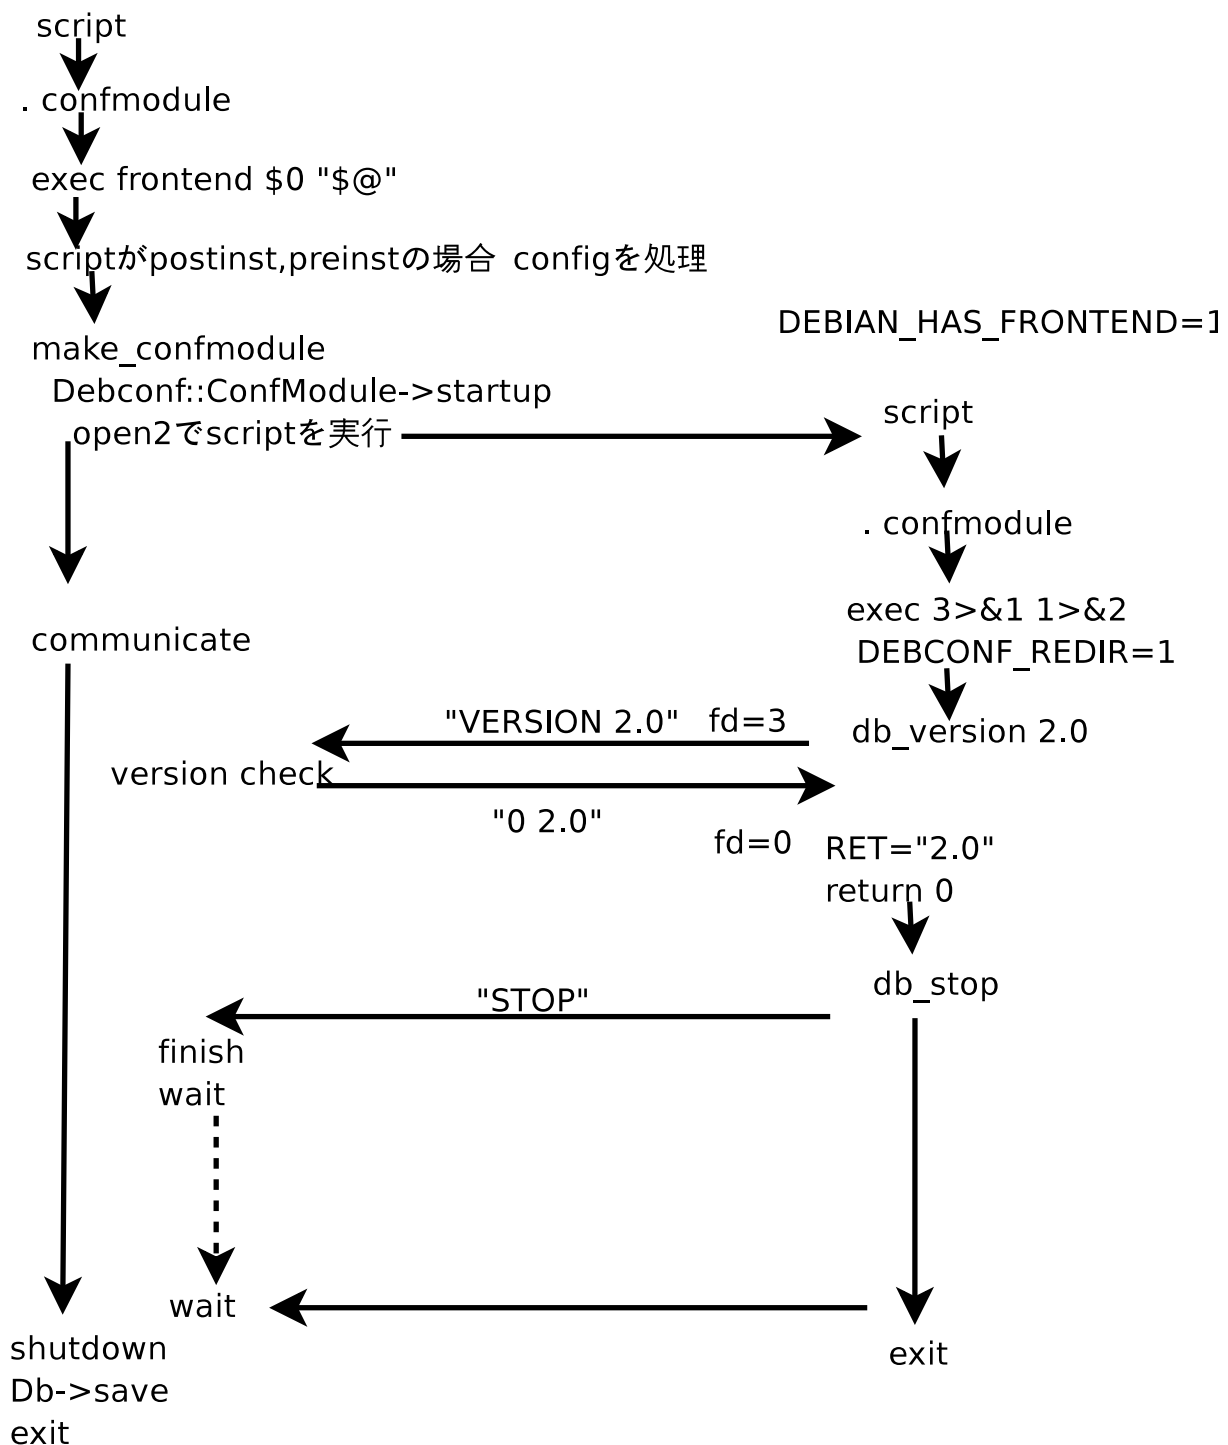 script
. confmodule
exec frontend $0 "$@"
scriptがpostinst,preinstの場合 configを処理
make_confmodule
Debconf::ConfModule->startup
open2でscriptを実行
DEBIAN_HAS_FRONTEND=1
script
. confmodule
exec 3>&1 1>&2
DEBCONF_REDIR=1
communicate
"VERSION 2.0" fd=3
db_version 2.0
version check
"0 2.0"
fd=0
RET="2.0"
return 0
db_stop
"STOP"
finish
wait
wait
exit
shutdown
Db->save
exit